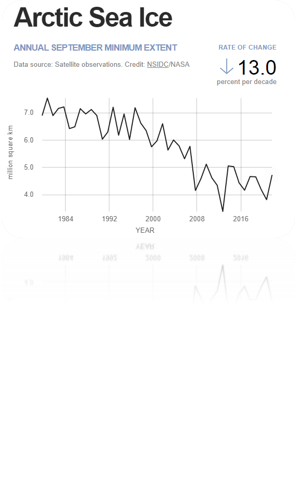 Arctic Sea Ice
ANNUAL SEPTEMBER MINIMUM EXTENT
RATE OF CHANGE
Data source: Satellite observations. Credit: NSIDC/NASA
↓ 13.0
percent per decade
million square km
7.0
6.0
5.0
4.0
1984 1992 2000 2008 2016
YEAR